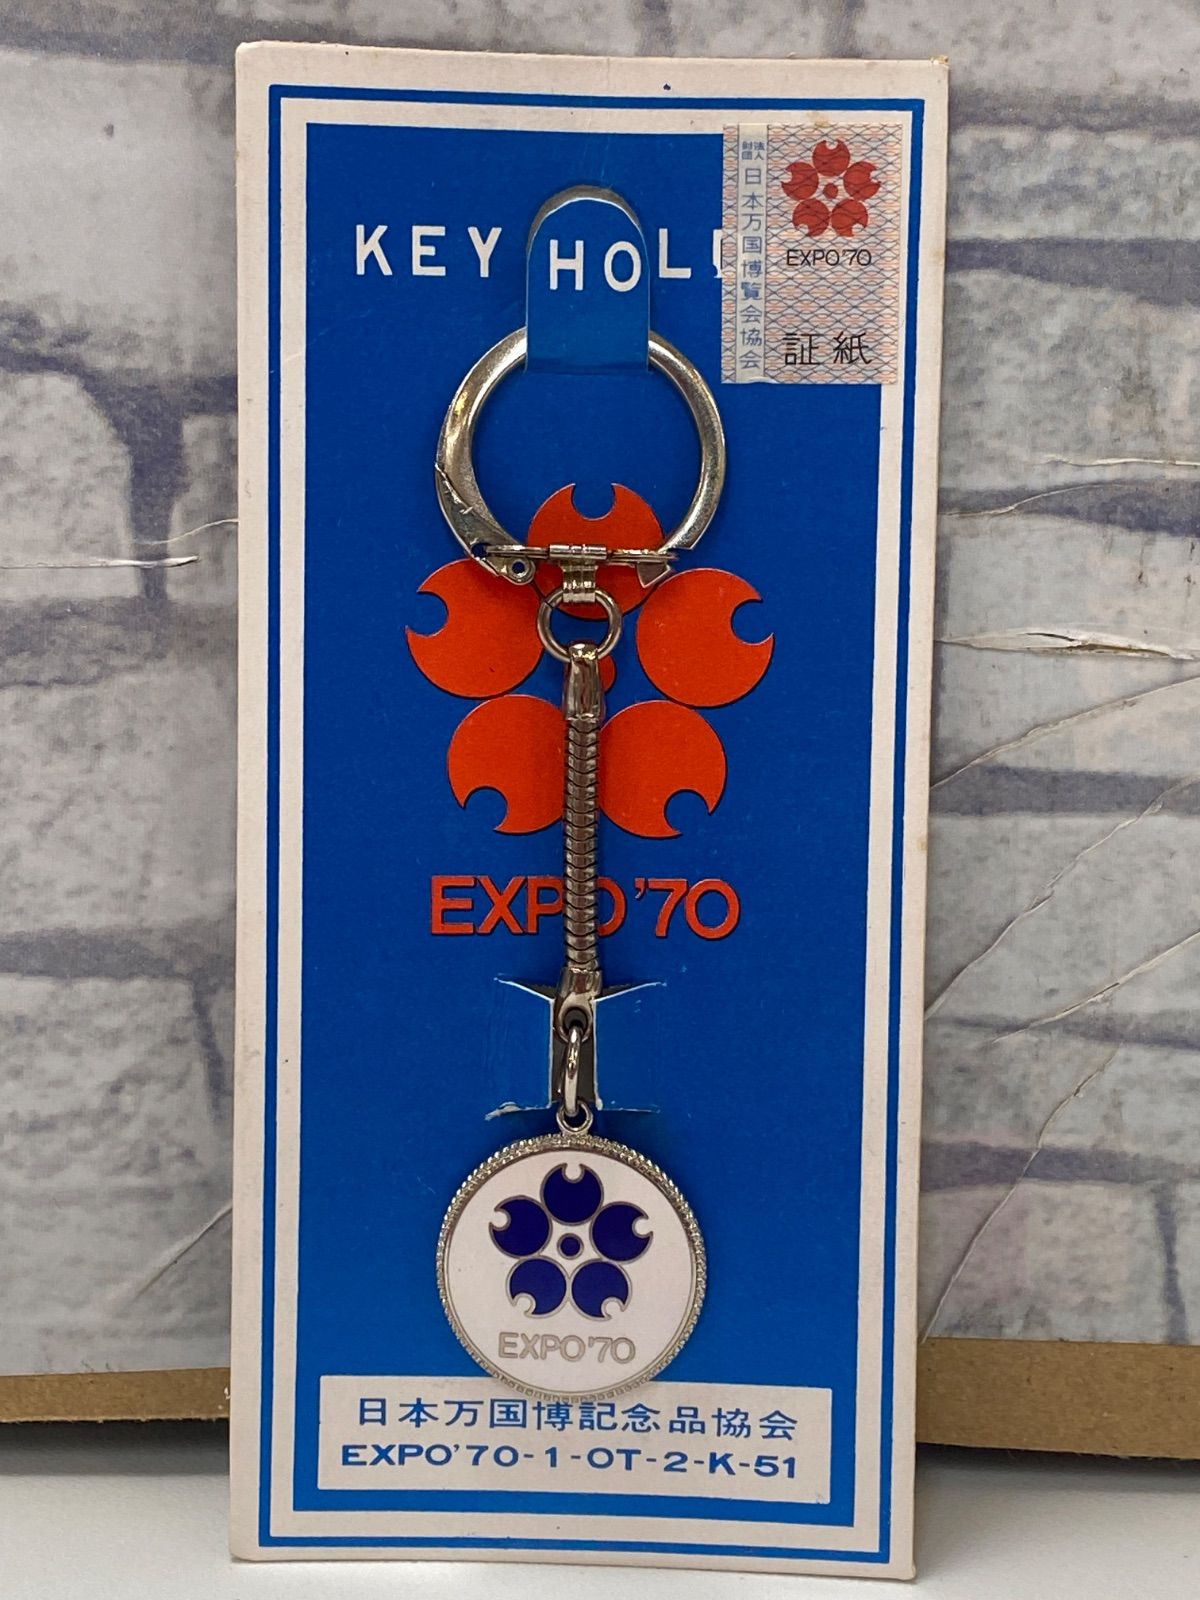 KEY HOL
財団法人
日本万国博覧会協会
EXPO'70
証紙
EXPO'70
EXPO'70
日本万国博記念品協会
EXPO'70-1-OT-2-K-51